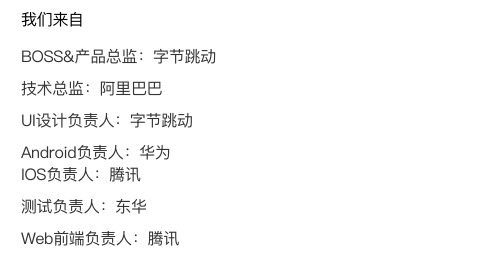 我们来自
BOSS&产品总监：字节跳动
技术总监：阿里巴巴
UI设计负责人：字节跳动
Android负责人：华为
IOS负责人：腾讯
测试负责人：东华
Web前端负责人：腾讯